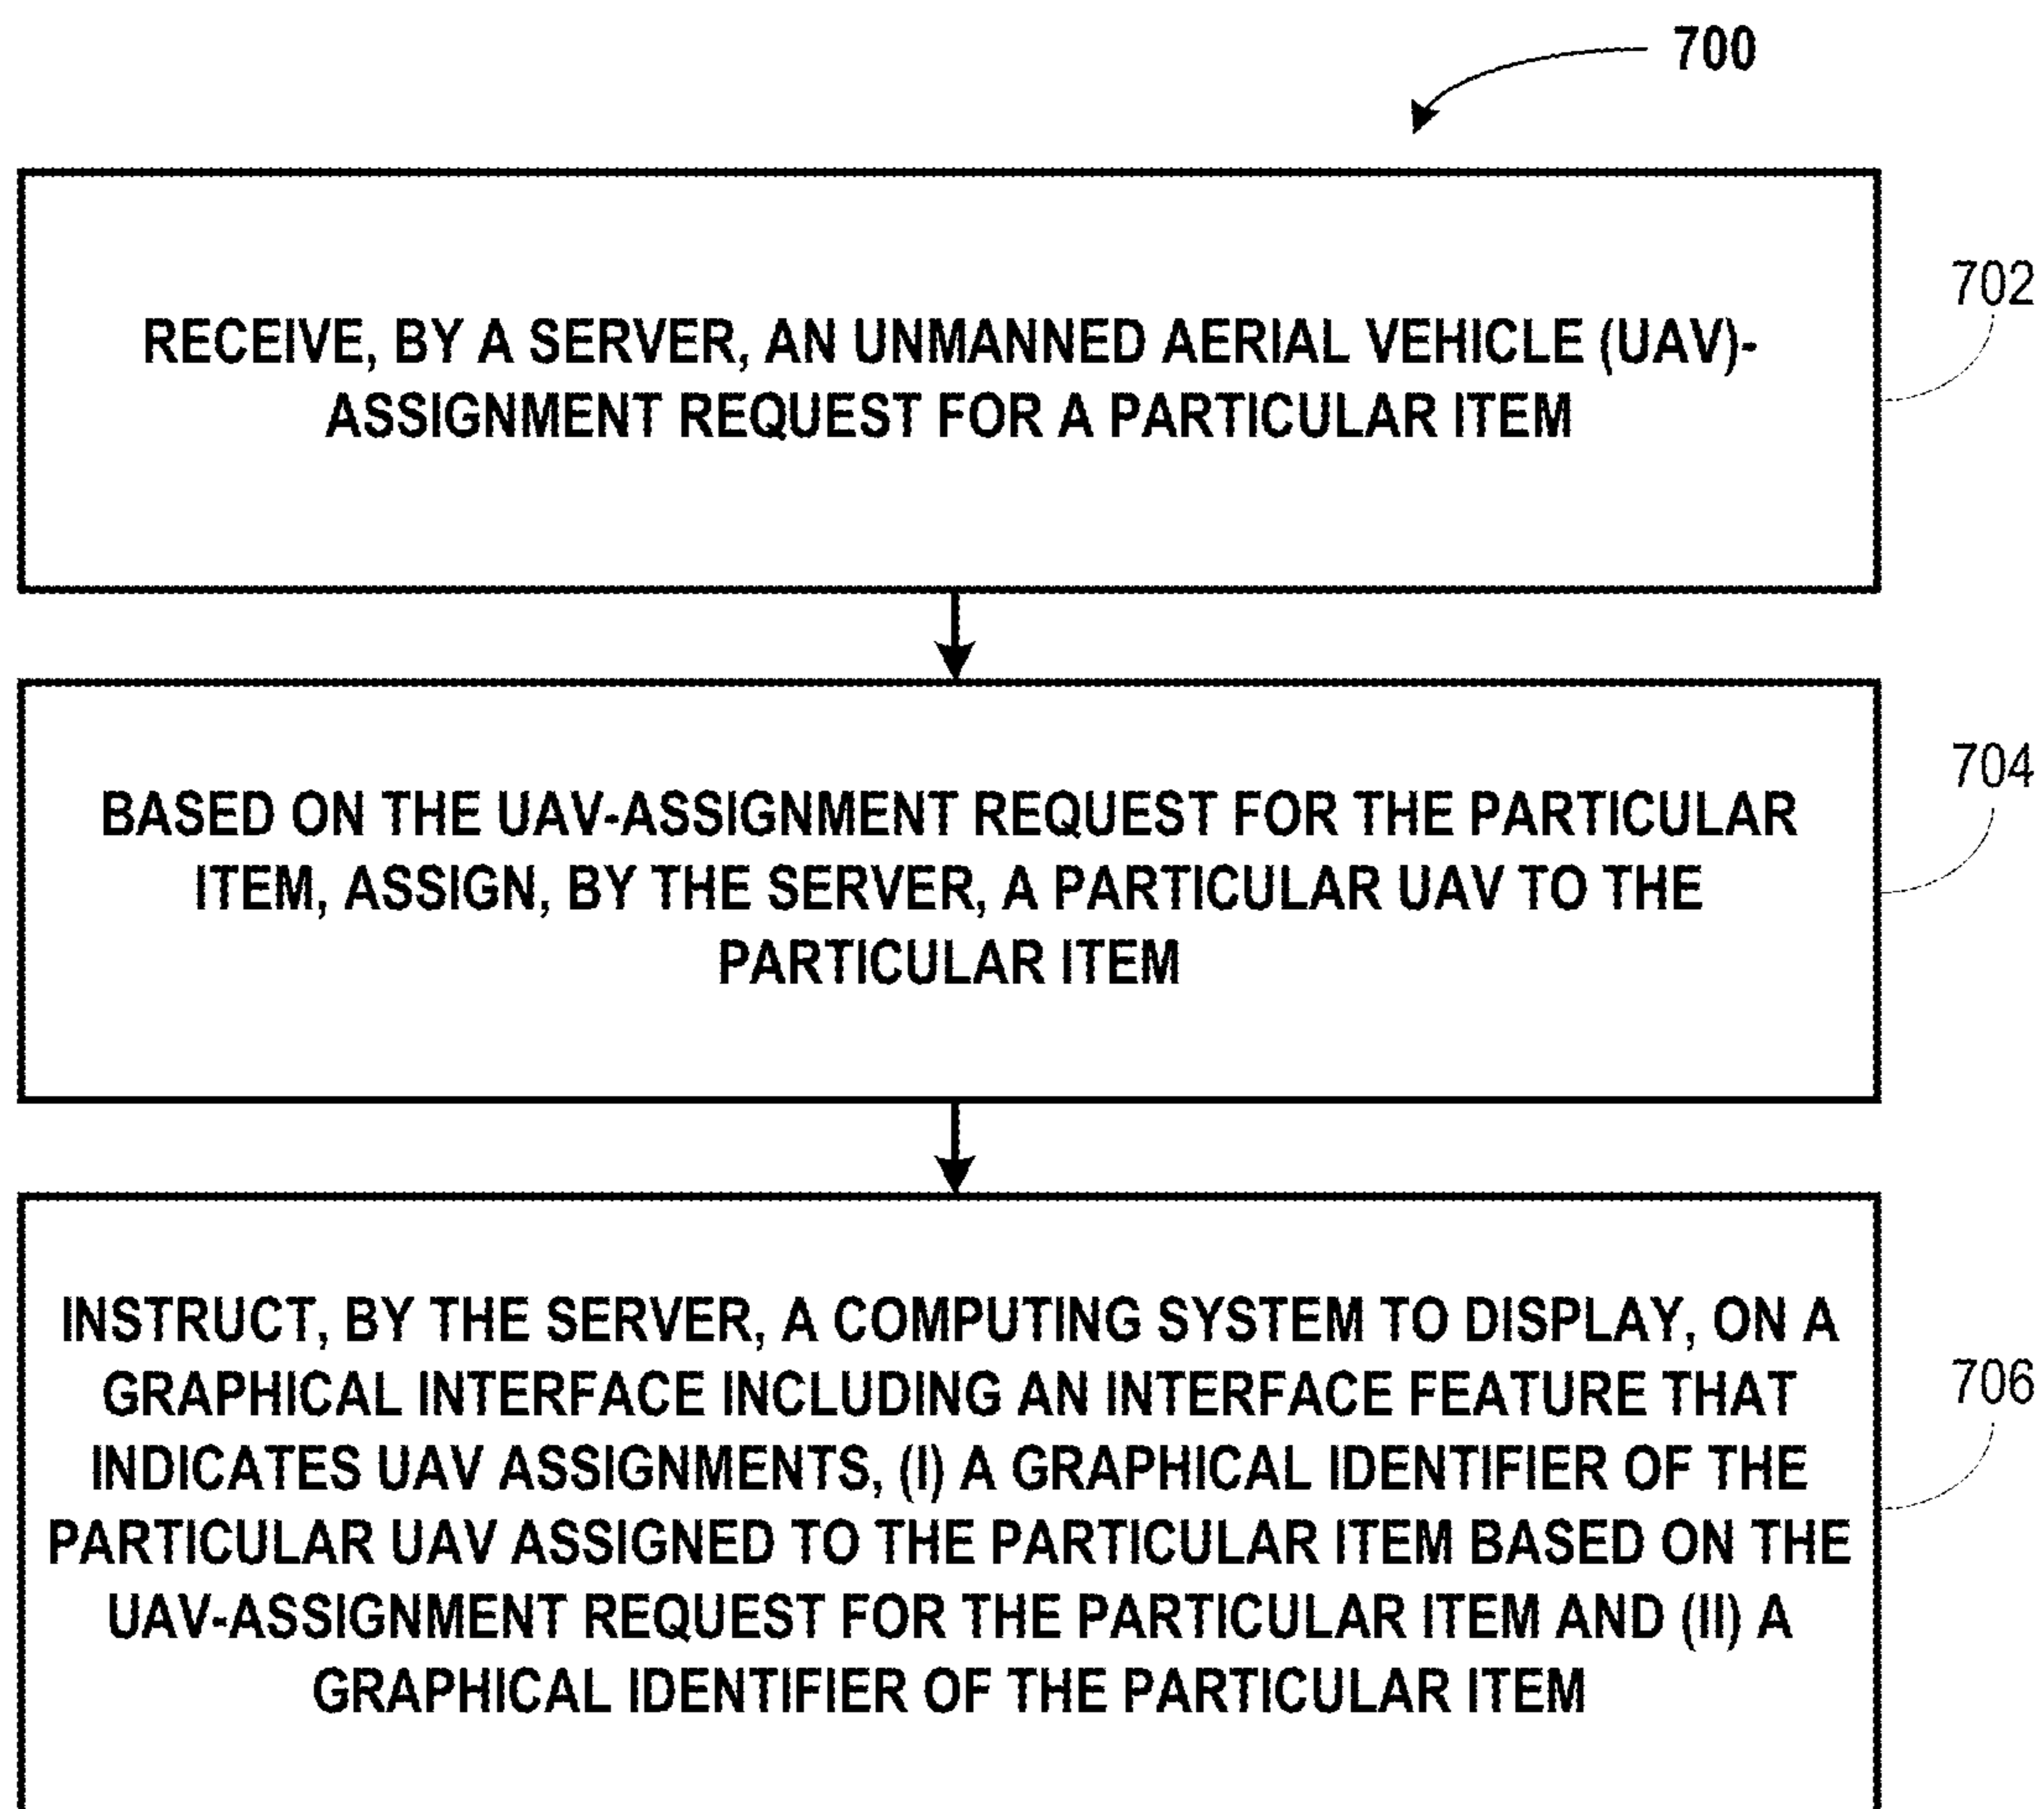 700
RECEIVE, BY A SERVER, AN UNMANNED AERIAL VEHICLE (UAV)-
ASSIGNMENT REQUEST FOR A PARTICULAR ITEM
702
BASED ON THE UAV-ASSIGNMENT REQUEST FOR THE PARTICULAR
ITEM, ASSIGN, BY THE SERVER, A PARTICULAR UAV TO THE
PARTICULAR ITEM
704
INSTRUCT, BY THE SERVER, A COMPUTING SYSTEM TO DISPLAY, ON A
GRAPHICAL INTERFACE INCLUDING AN INTERFACE FEATURE THAT
INDICATES UAV ASSIGNMENTS, (I) A GRAPHICAL IDENTIFIER OF THE
PARTICULAR UAV ASSIGNED TO THE PARTICULAR ITEM BASED ON THE
UAV-ASSIGNMENT REQUEST FOR THE PARTICULAR ITEM AND (II) A
GRAPHICAL IDENTIFIER OF THE PARTICULAR ITEM
706